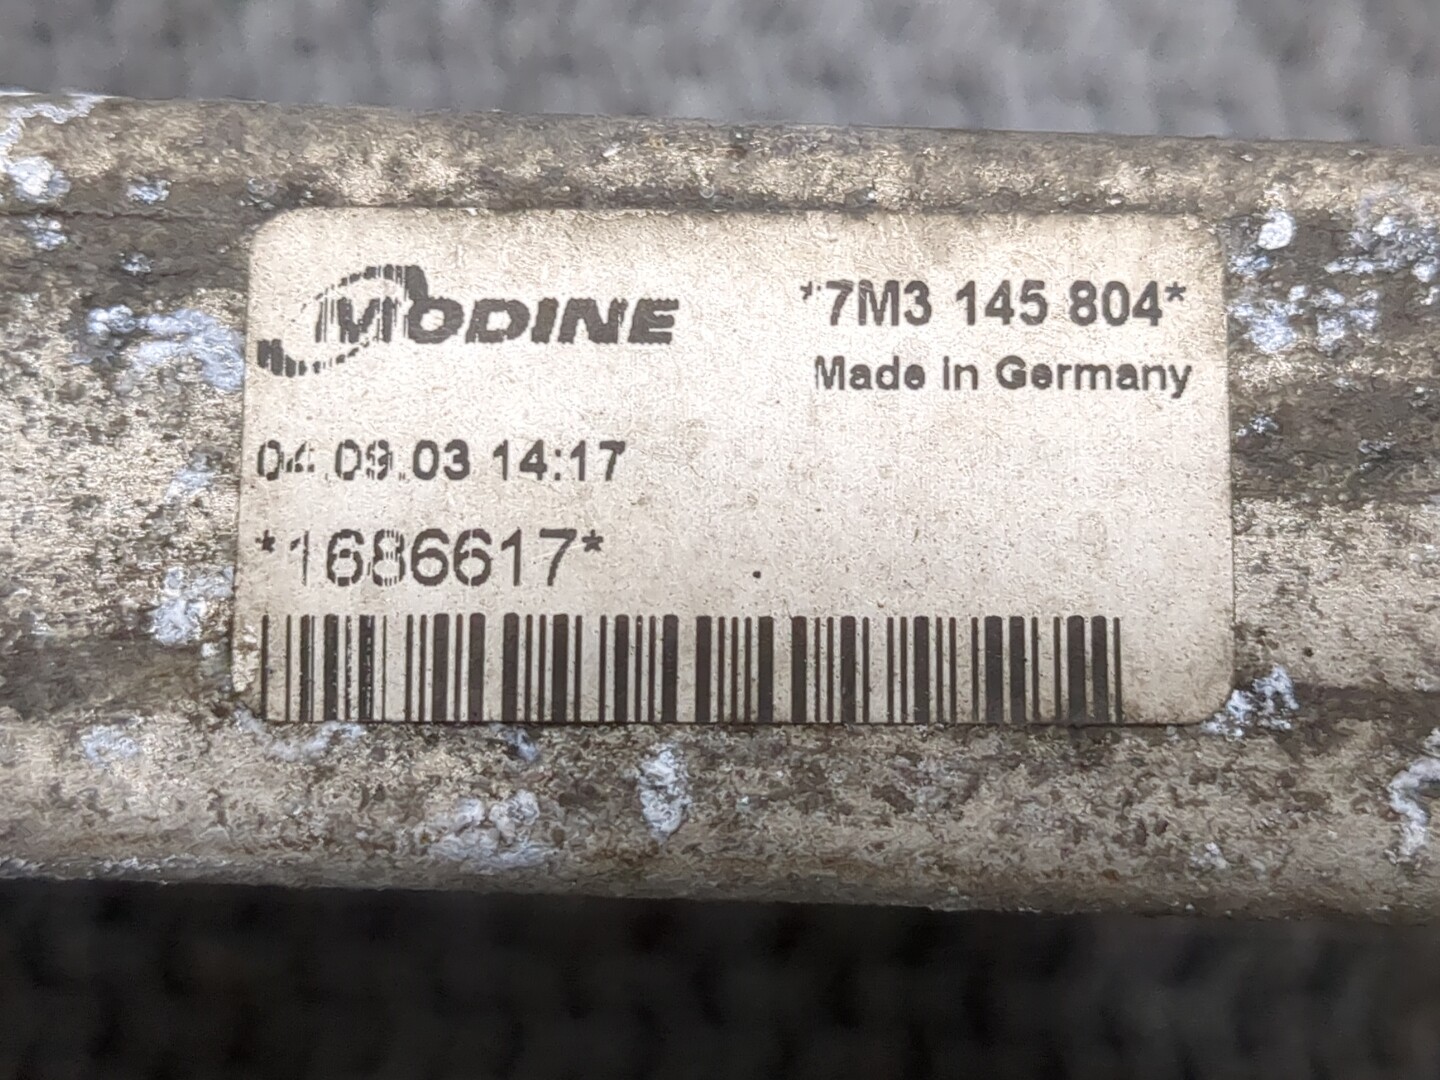 MODINE
*7M3 145 804*
Made in Germany
04.09.03 14:17
*1686617*